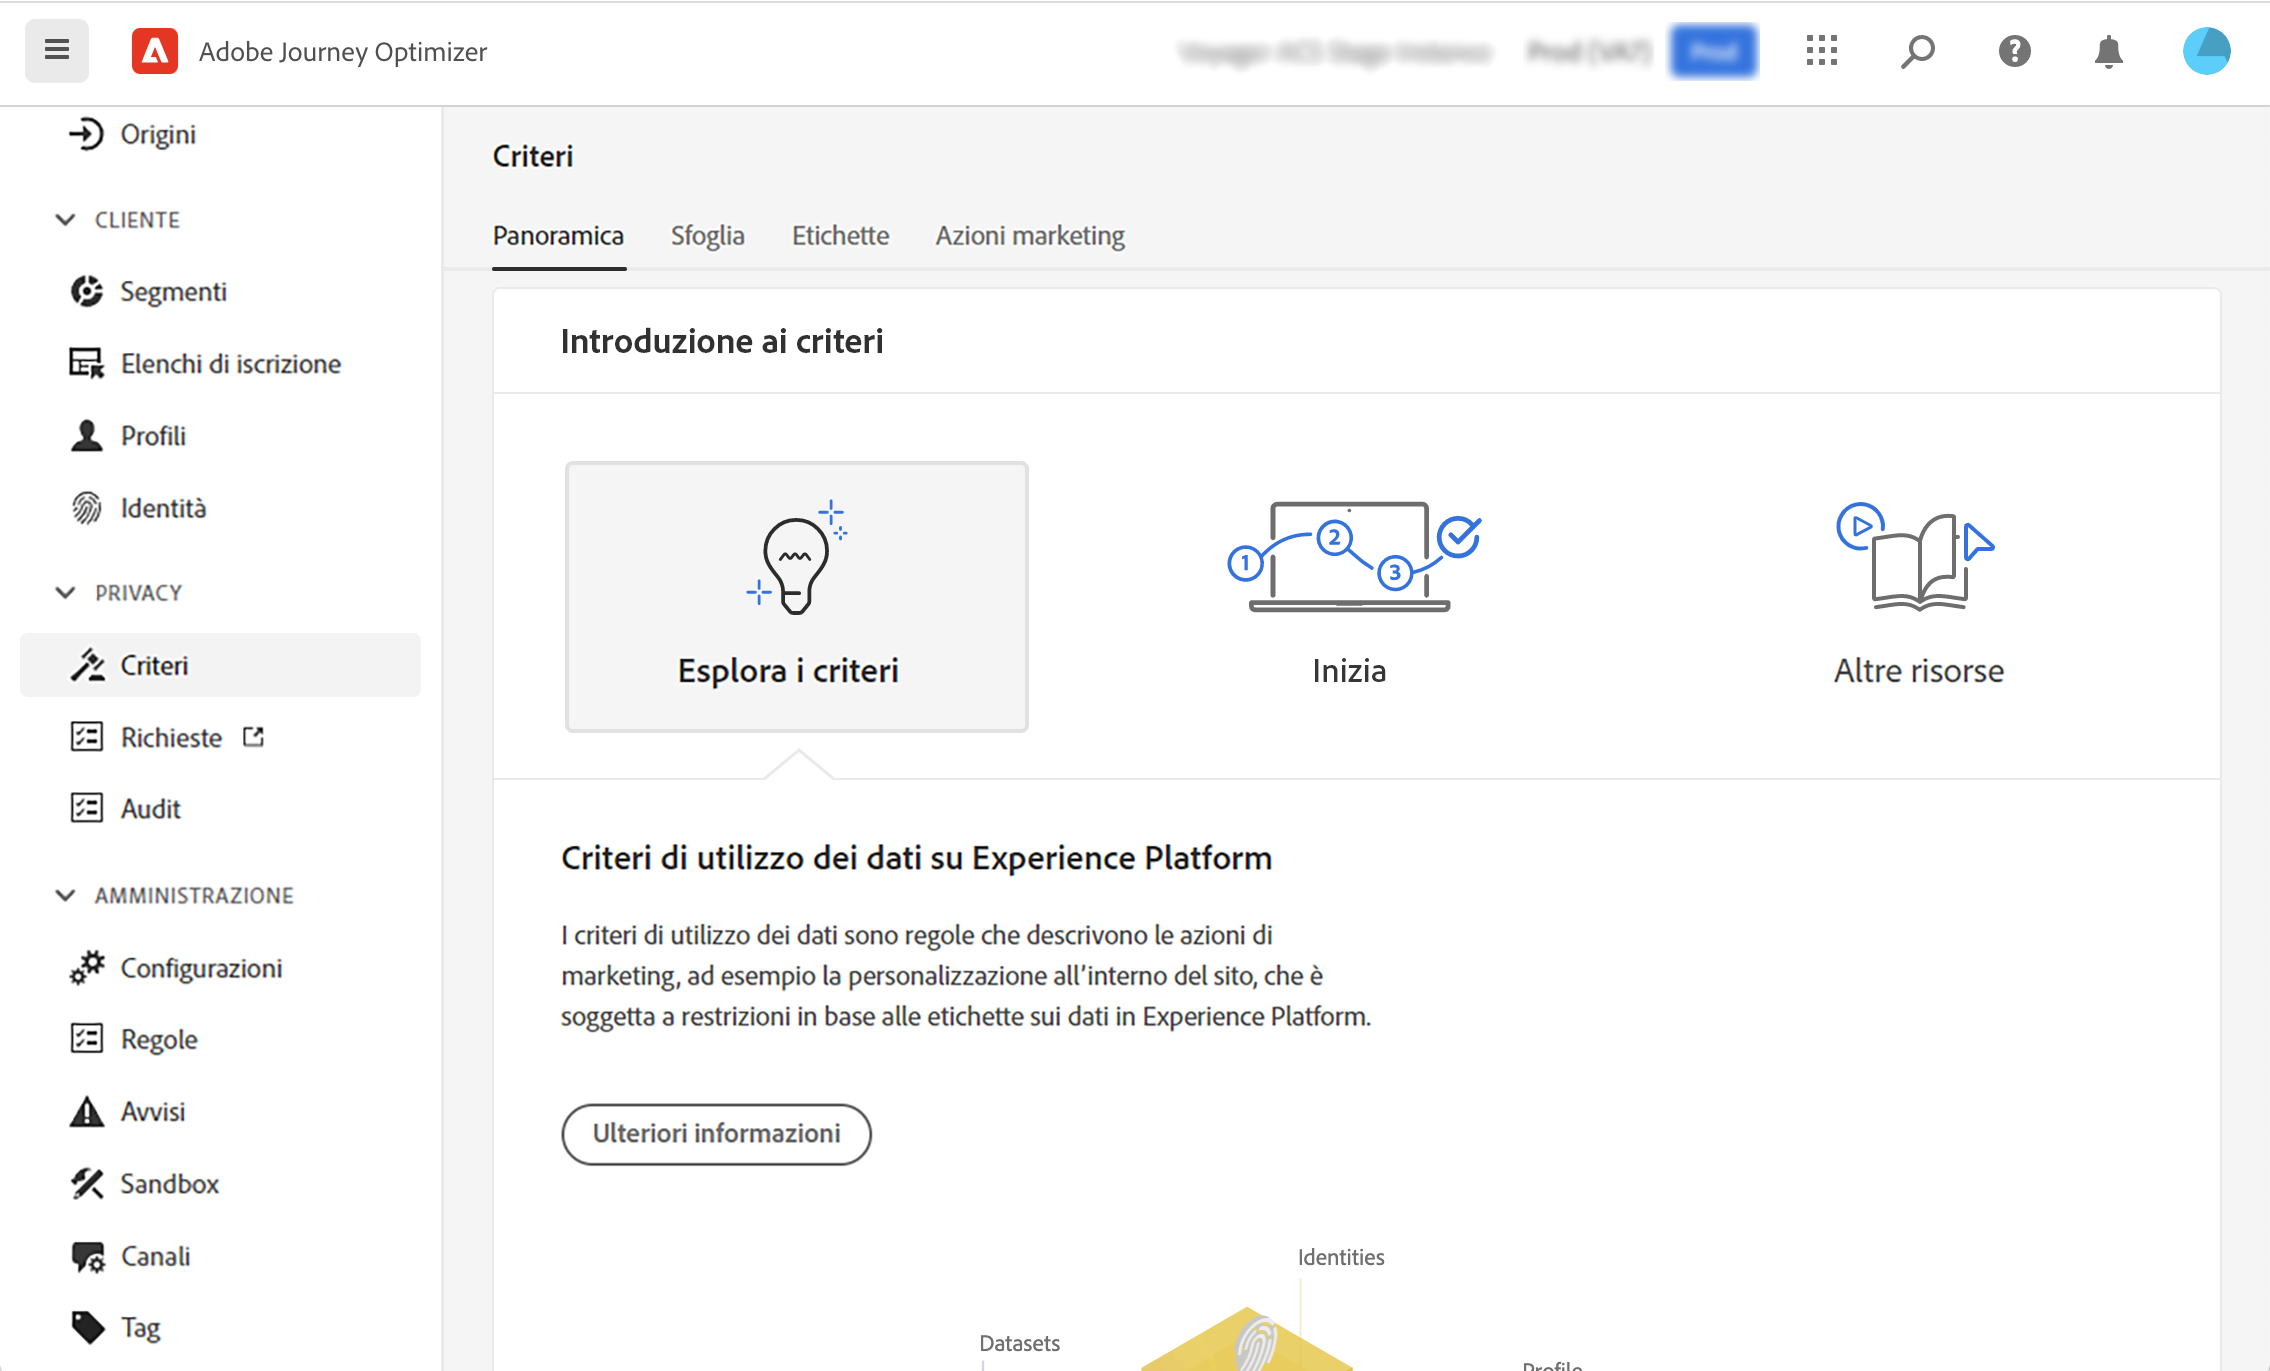 Adobe Journey Optimizer
Origini
CLIENTE
Segmenti
Elenchi di iscrizione
Profili
Identità
PRIVACY
Criteri
Richieste
Audit
AMMINISTRAZIONE
Configurazioni
Regole
Avvisi
Sandbox
Canali
Tag
Criteri
Panoramica Sfoglia Etichette Azioni marketing
Introduzione ai criteri
1 2 3
Esplora i criteri Inizia Altre risorse
Criteri di utilizzo dei dati su Experience Platform
I criteri di utilizzo dei dati sono regole che descrivono le azioni di
marketing, ad esempio la personalizzazione all’interno del sito, che è
soggetta a restrizioni in base alle etichette sui dati in Experience Platform.
Ulteriori informazioni
Identities
Datasets
Profile